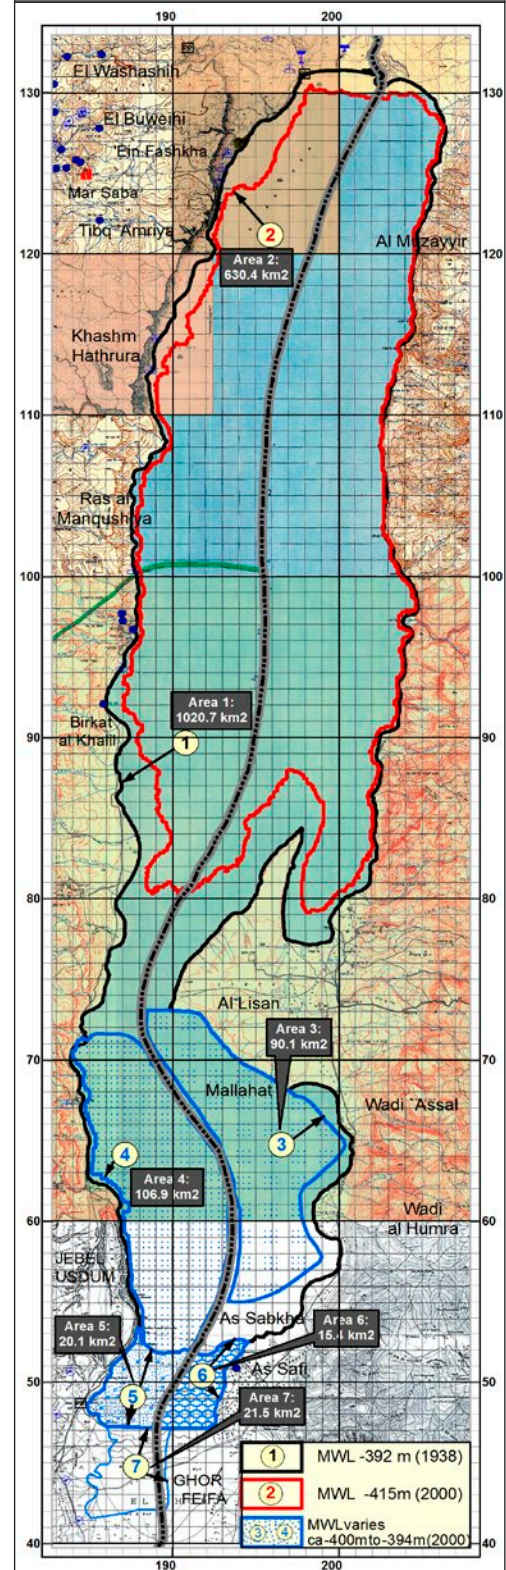 190
200
130
El Washashih
El Buweihi
'Ein Fashkha
Mar Saba'
Tibq 'Amriya
2
120
Area 2:
630.4 km2
Al Muzayyir
Khashm
Hathrura
110
Ras al
Manqushiya
100
Area 1:
1020.7 km2
Birkat
al Khalil
90
1
80
Al Lisan
Area 3:
90.1 km2
70
Mallahat
Wadi `Assal
3
4
Area 4:
106.9 km2
60
Wadi
al Humra
JEBEL
USDUM
As Sabkha
Area 5:
20.1 km2
Area 6:
15.4 km2
As Safi
6
5
50
Area 7:
21.5 km2
7
GHOR
FEIFA
1 MWL -392 m (1938)
2 MWL -415m (2000)
3 4 MWLvaries
ca-400mto-394m(2000)
40
190
200